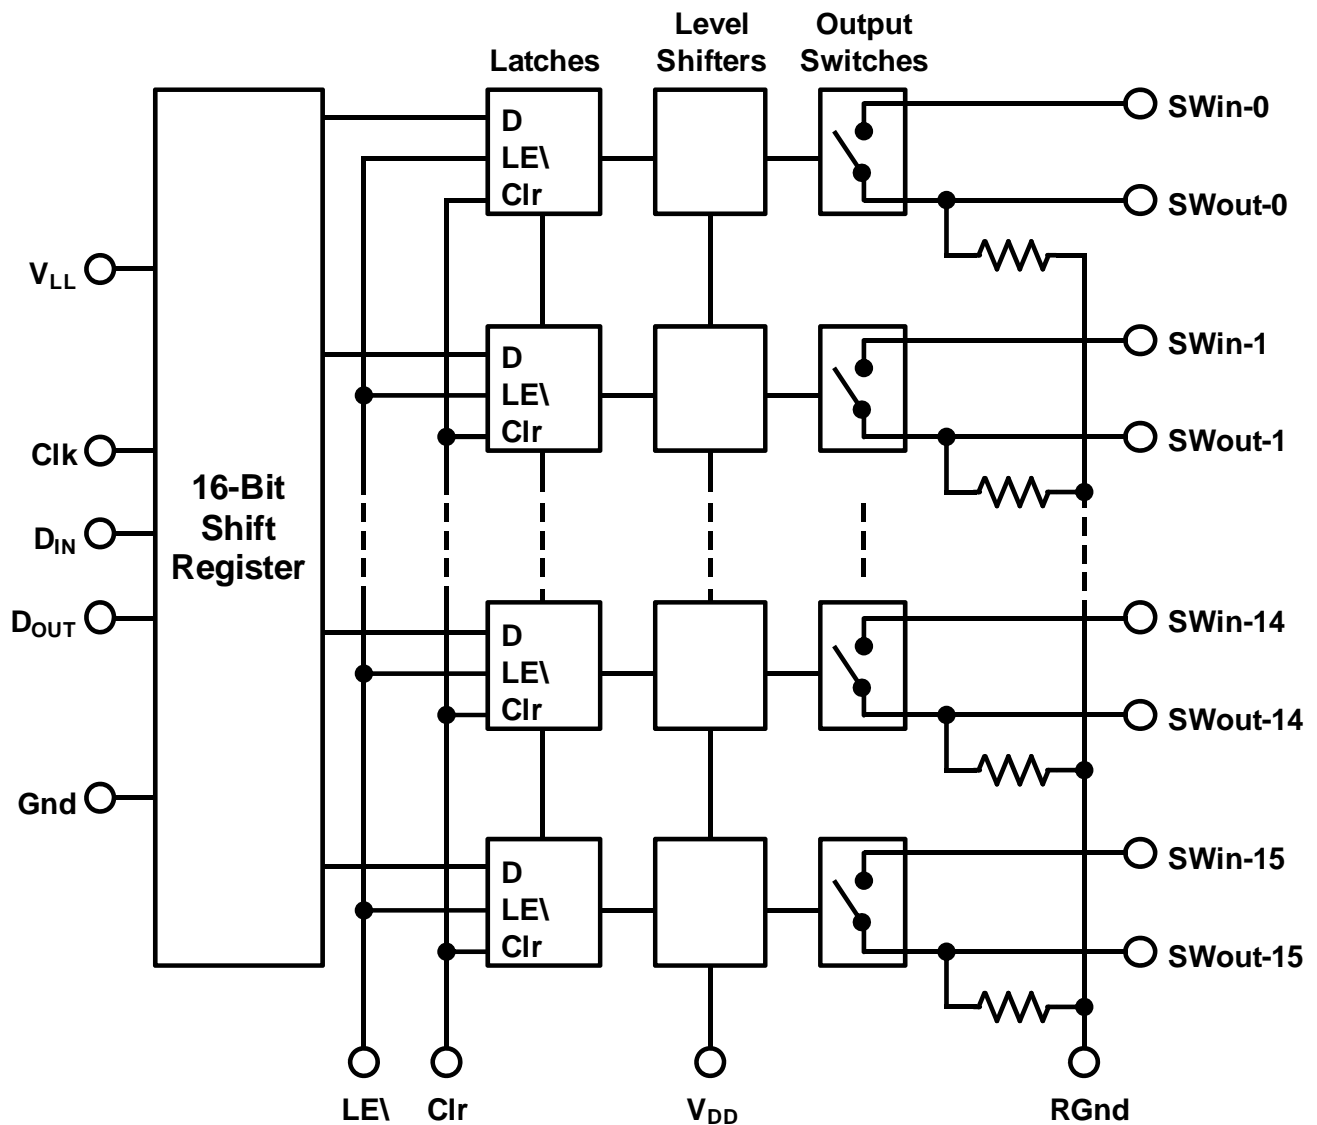 Latches
Level
Shifters
Output
Switches
D
LE\
Clr
SWin-0
SWout-0
VLL
D
LE\
Clr
SWin-1
SWout-1
Clk
DIN
DOUT
16-Bit
Shift
Register
D
LE\
Clr
SWin-14
SWout-14
Gnd
D
LE\
Clr
SWin-15
SWout-15
LE\
Clr
VDD
RGnd